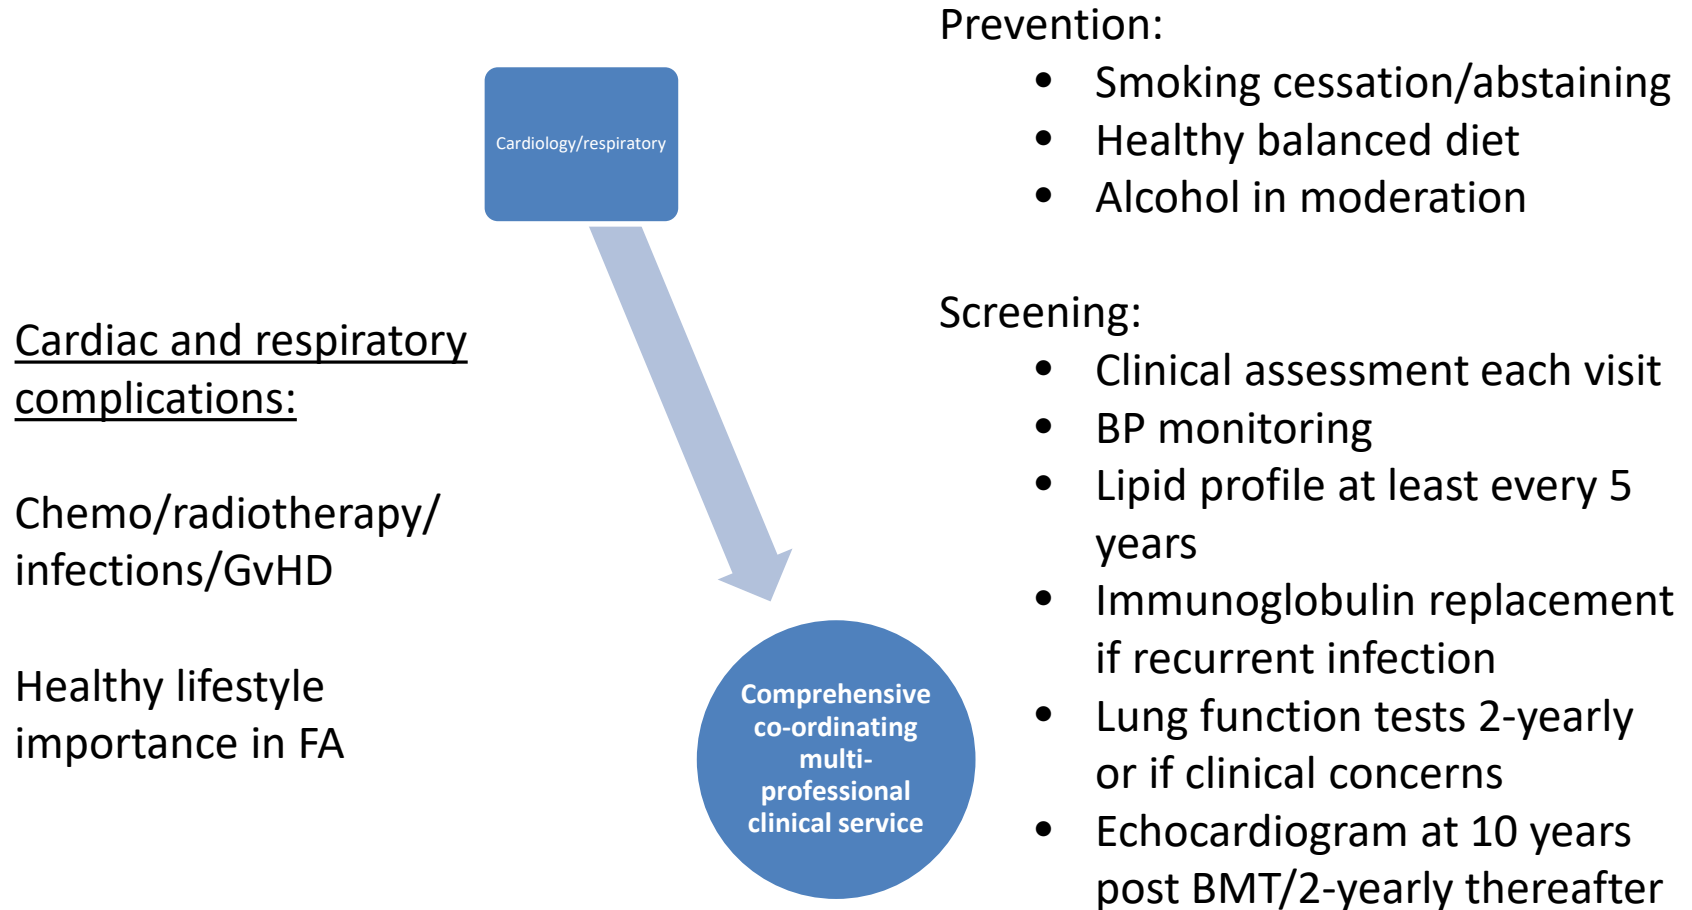 Cardiology/respiratory
Cardiac and respiratory
complications:
Chemo/radiotherapy/
infections/GvHD
Healthy lifestyle
importance in FA
Comprehensive
co-ordinating
multi-
professional
clinical service
Prevention:
• Smoking cessation/abstaining
• Healthy balanced diet
• Alcohol in moderation
Screening:
• Clinical assessment each visit
• BP monitoring
• Lipid profile at least every 5
years
• Immunoglobulin replacement
if recurrent infection
• Lung function tests 2-yearly
or if clinical concerns
• Echocardiogram at 10 years
post BMT/2-yearly thereafter